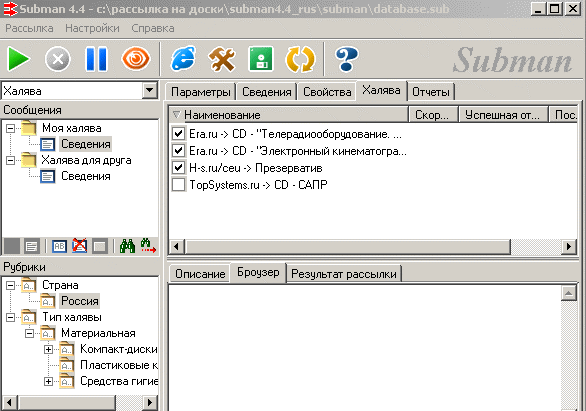 Subman 4.4 - c:\рассылка на доски\subman4.4_rus\subman\database.sub
Рассылка Настройки Справка
Subman
Халява
Параметры Сведения Свойства Халява Отчеты
Сообщения
Моя халява
Сведения
Халява для друга
Сведения
Наименование Скор... Успешная от... Пос.
Era.ru -> CD - "Телерадиооборудование. ...
Era.ru -> CD - "Электронный кинематогра...
H-s.ru/ceu -> Презерватив
TopSystems.ru -> CD - САПР
AB
Рубрики
Страна
Россия
Тип халявы
Материальная
Компакт-диски
Пластиковые к
Средства гигие
Описание Броузер Результат рассылки